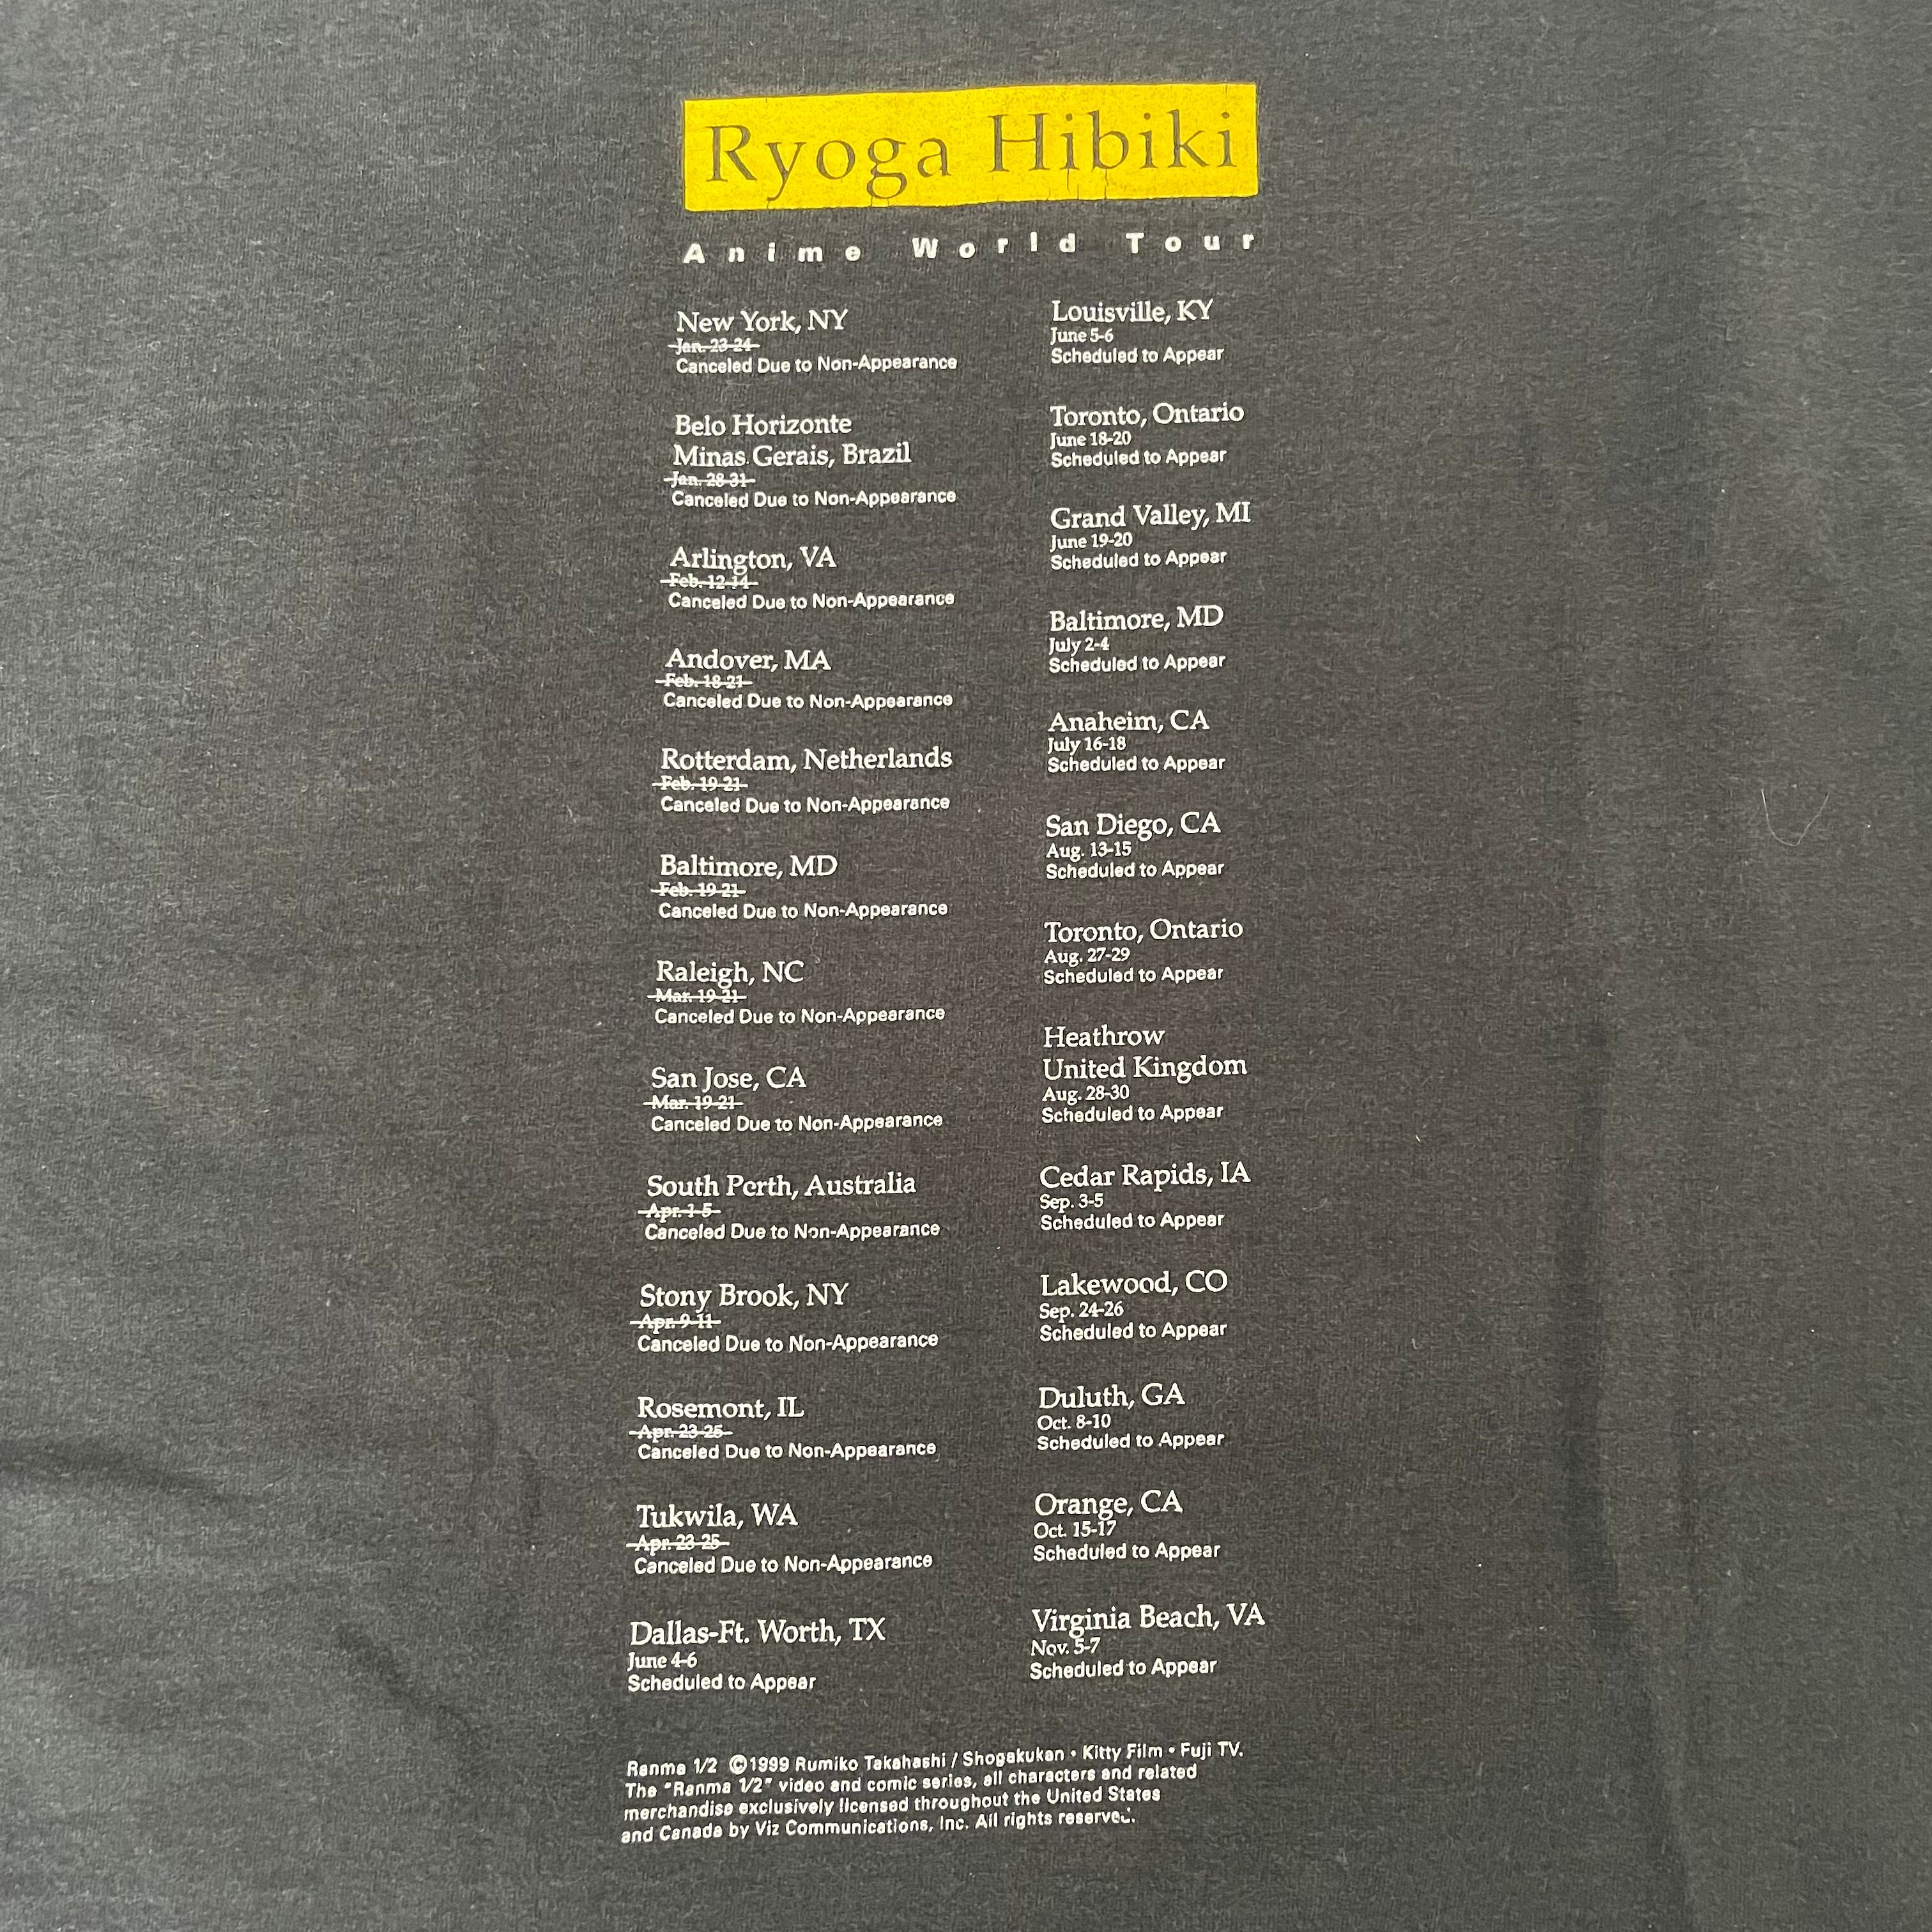 Ryoga Hibiki
Anime World Tour
New York, NY
Jan. 23-24
Canceled Due to Non-Appearance
Belo Horizonte
Minas Gerais, Brazil
Jan. 28-31
Canceled Due to Non-Appearance
Arlington, VA
Feb. 12-14
Canceled Due to Non-Appearance
Andover, MA
Feb. 18-21
Canceled Due to Non-Appearance
Rotterdam, Netherlands
Feb. 19-21
Canceled Due to Non-Appearance
Baltimore, MD
Feb. 19-21
Canceled Due to Non-Appearance
Raleigh, NC
Mar. 19-21
Canceled Due to Non-Appearance
San Jose, CA
Mar. 19-21
Canceled Due to Non-Appearance
South Perth, Australia
Apr. 1-5
Canceled Due to Non-Appearance
Stony Brook, NY
Apr. 9-11
Canceled Due to Non-Appearance
Rosemont, IL
Apr. 23-25
Canceled Due to Non-Appearance
Tukwila, WA
Apr. 23-25
Canceled Due to Non-Appearance
Dallas-Ft. Worth, TX
June 4-6
Scheduled to Appear
Louisville, KY
June 5-6
Scheduled to Appear
Toronto, Ontario
June 18-20
Scheduled to Appear
Grand Valley, MI
June 19-20
Scheduled to Appear
Baltimore, MD
July 2-4
Scheduled to Appear
Anaheim, CA
July 16-18
Scheduled to Appear
San Diego, CA
Aug. 13-15
Scheduled to Appear
Toronto, Ontario
Aug. 27-29
Scheduled to Appear
Heathrow
United Kingdom
Aug. 28-30
Scheduled to Appear
Cedar Rapids, IA
Sep. 3-5
Scheduled to Appear
Lakewood, CO
Sep. 24-26
Scheduled to Appear
Duluth, GA
Oct. 8-10
Scheduled to Appear
Orange, CA
Oct. 15-17
Scheduled to Appear
Virginia Beach, VA
Nov. 5-7
Scheduled to Appear
Ranma 1/2 ©1999 Rumiko Takahashi / Shogakukan • Kitty Film • Fuji TV.
The "Ranma 1/2" video and comic series, all characters and related
merchandise exclusively licensed throughout the United States
and Canada by Viz Communications, Inc. All rights reserved.